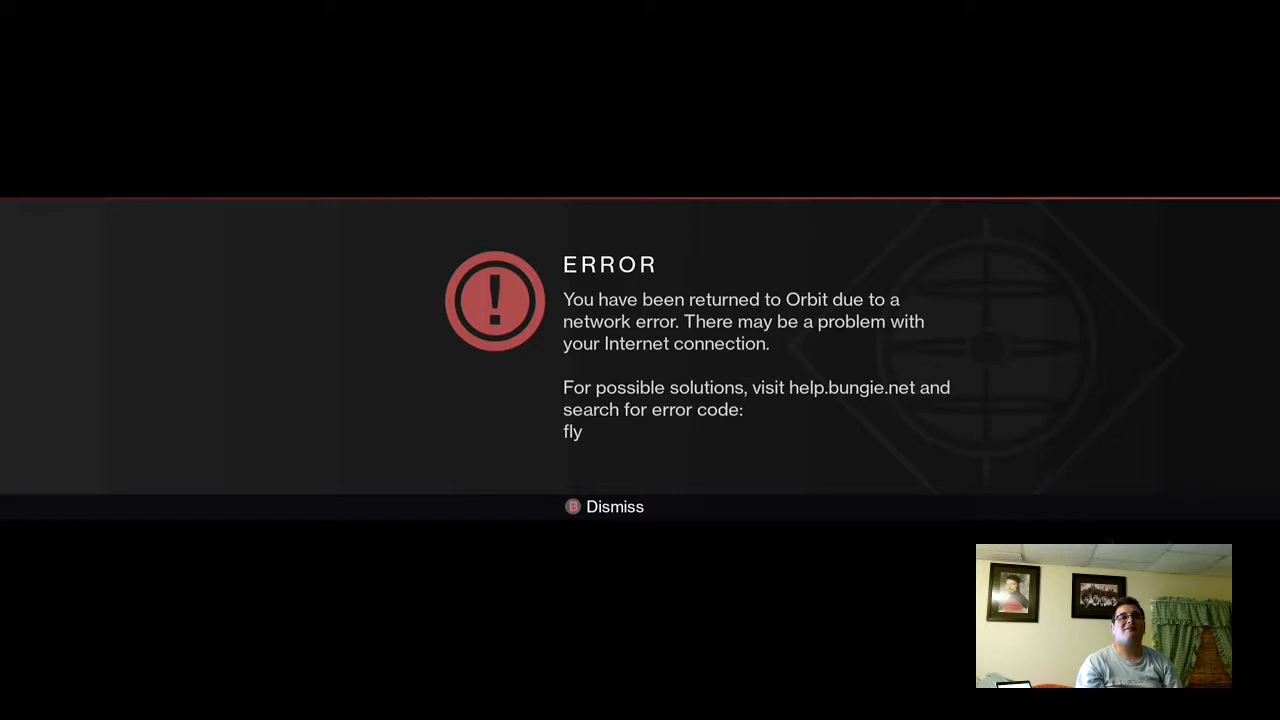 ERROR
You have been returned to Orbit due to a
network error. There may be a problem with
your Internet connection.
For possible solutions, visit help.bungie.net and
search for error code:
fly
B Dismiss